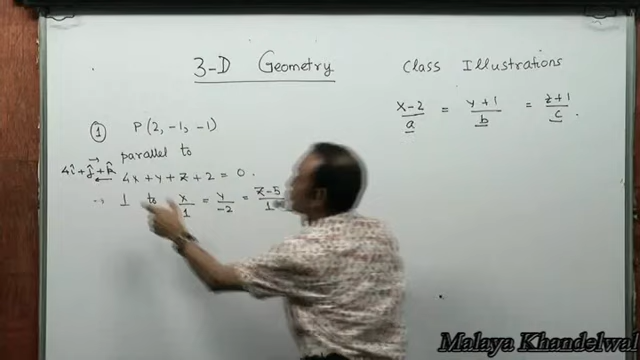 3-D Geometry Class Illustrations
x-2/a = y+1/b = z+1/c.
① P(2, -1, -1)
parallel to
4î+ĵ+k̂ 4x+y+z+2=0.
→ ⊥ to x/1 = y/-2 = z-5/1
Malaya Khandelwal